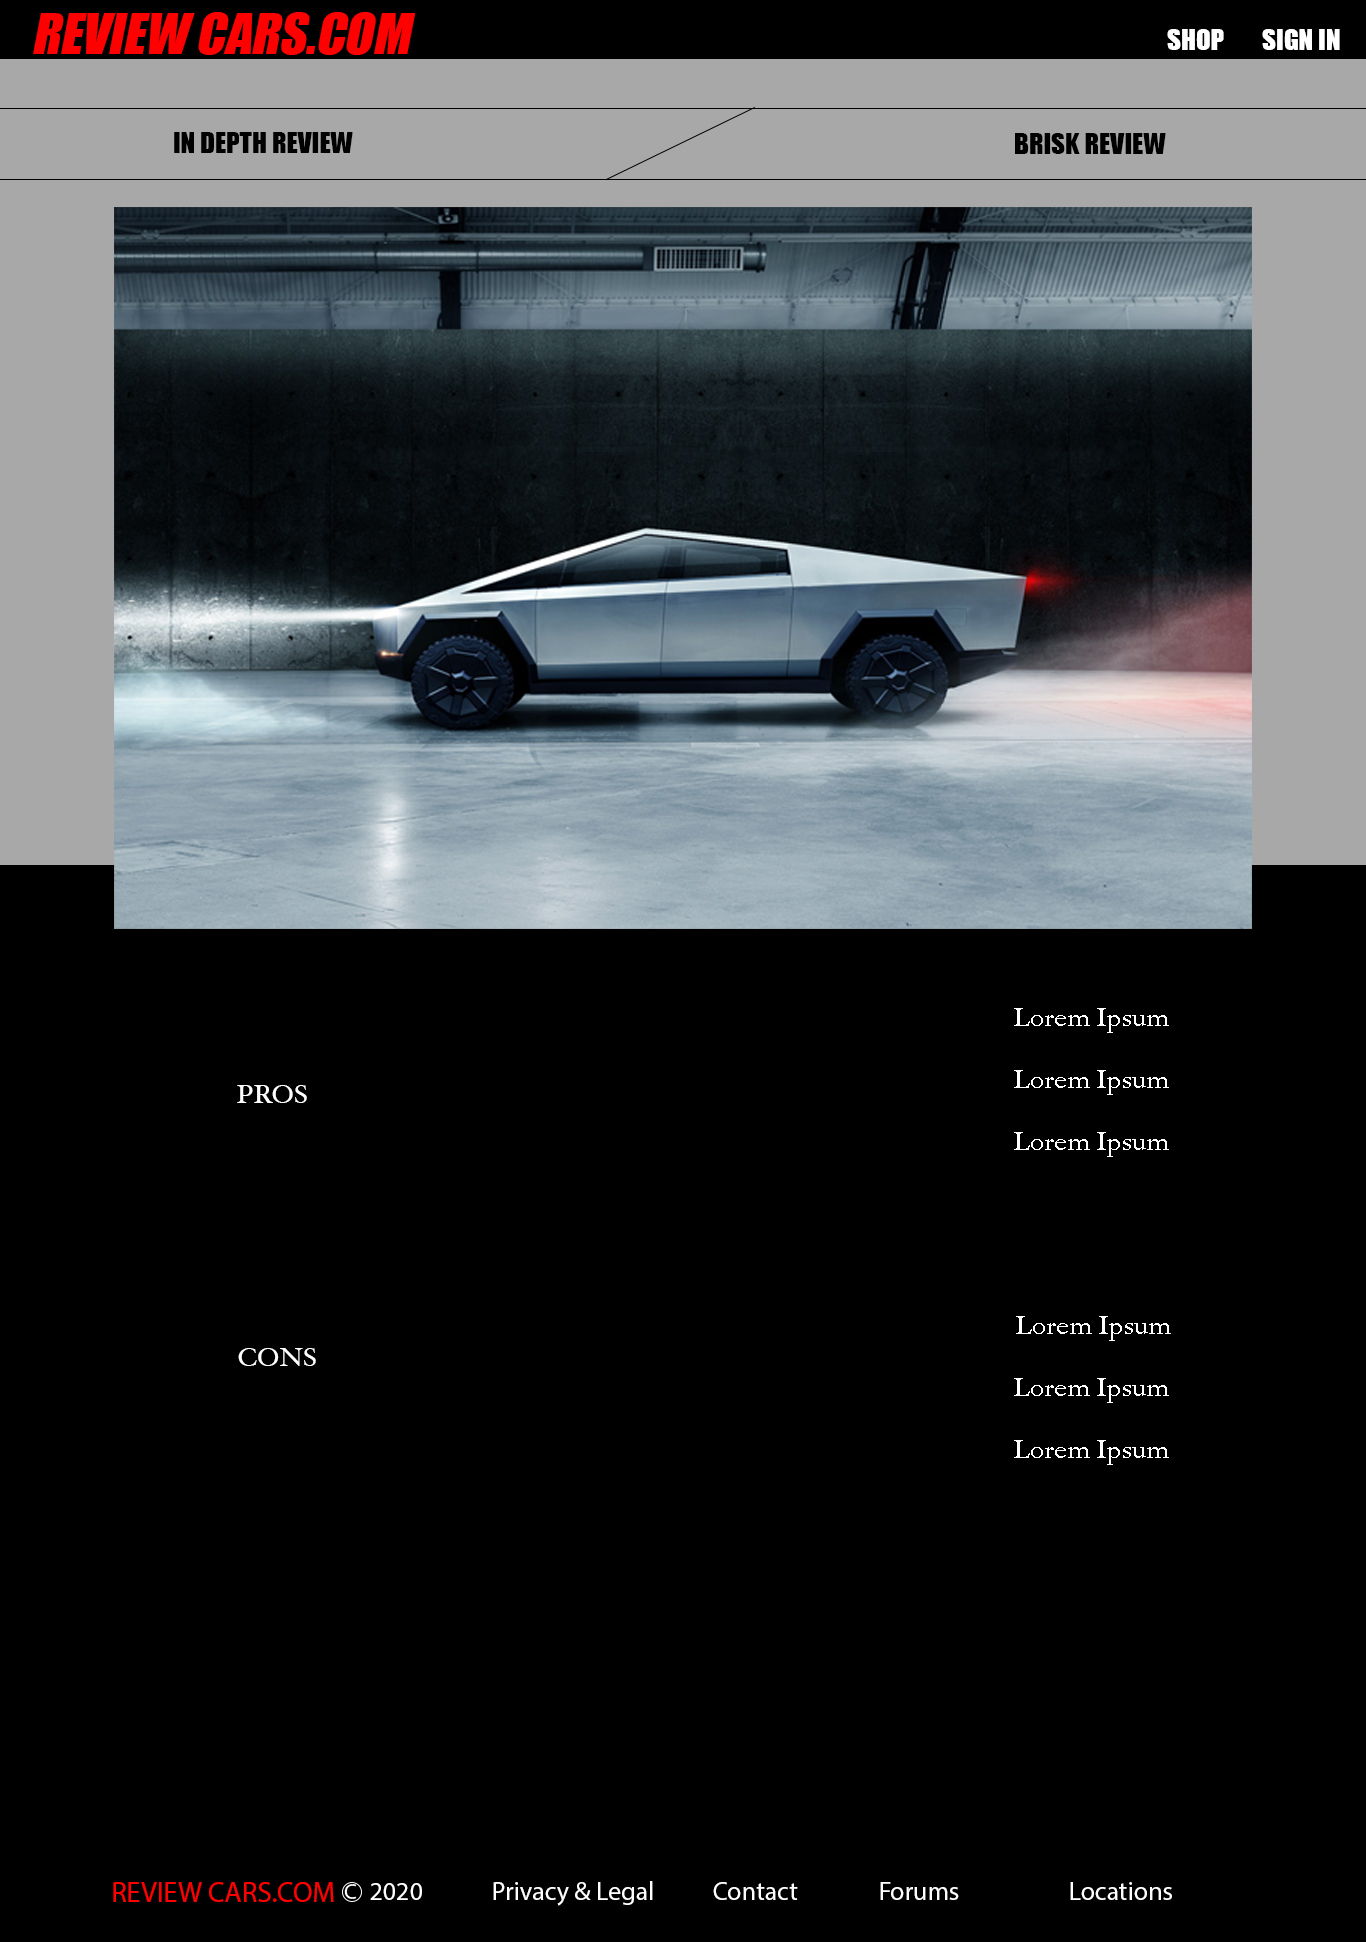 REVIEW CARS.COM
SHOP SIGN IN
IN DEPTH REVIEW
BRISK REVIEW
PROS
Lorem Ipsum
Lorem Ipsum
Lorem Ipsum
CONS
Lorem Ipsum
Lorem Ipsum
Lorem Ipsum
REVIEW CARS.COM © 2020 Privacy & Legal Contact Forums Locations